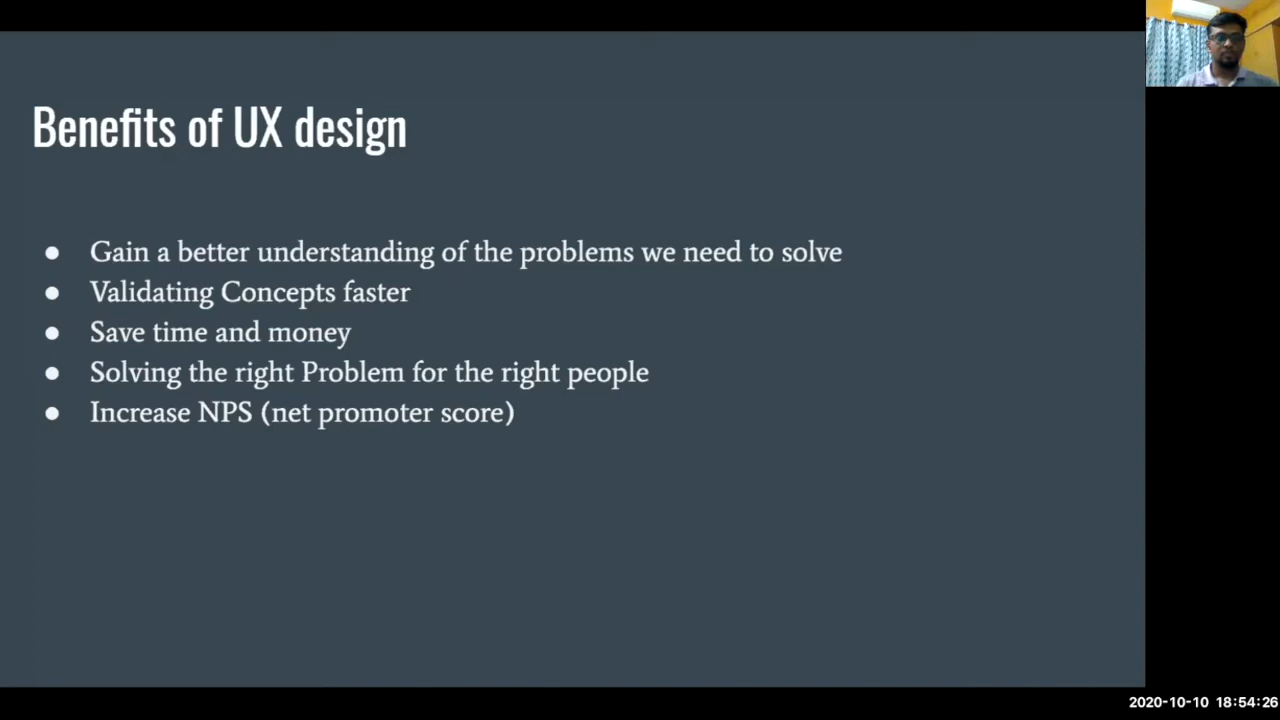 Benefits of UX design
● Gain a better understanding of the problems we need to solve
● Validating Concepts faster
● Save time and money
● Solving the right Problem for the right people
● Increase NPS (net promoter score)
2020-10-10 18:54:26